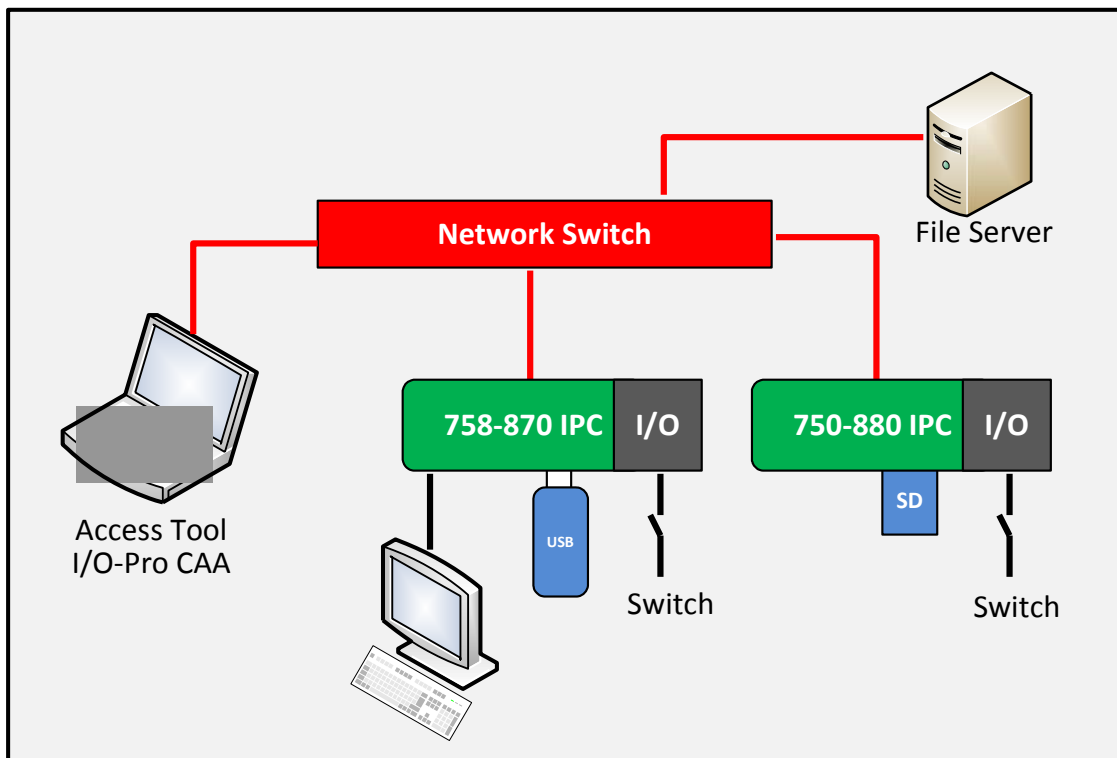 File Server
Network Switch
758-870 IPC
I/O
750-880 IPC
I/O
SD
USB
Access Tool
I/O-Pro CAA
Switch
Switch